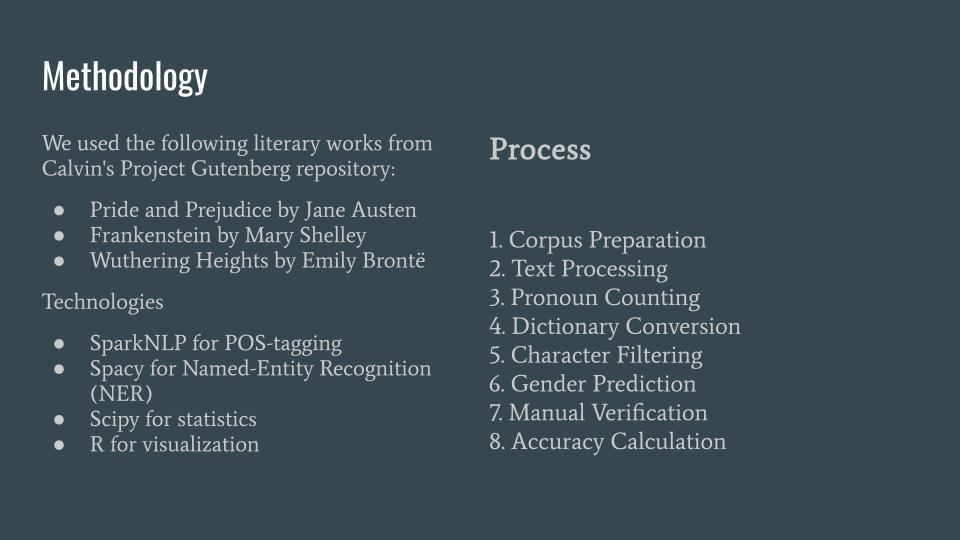 Methodology
We used the following literary works from
Calvin's Project Gutenberg repository:
● Pride and Prejudice by Jane Austen
● Frankenstein by Mary Shelley
● Wuthering Heights by Emily Brontë
Technologies
● SparkNLP for POS-tagging
● Spacy for Named-Entity Recognition
(NER)
● Scipy for statistics
● R for visualization
Process
1. Corpus Preparation
2. Text Processing
3. Pronoun Counting
4. Dictionary Conversion
5. Character Filtering
6. Gender Prediction
7. Manual Verification
8. Accuracy Calculation